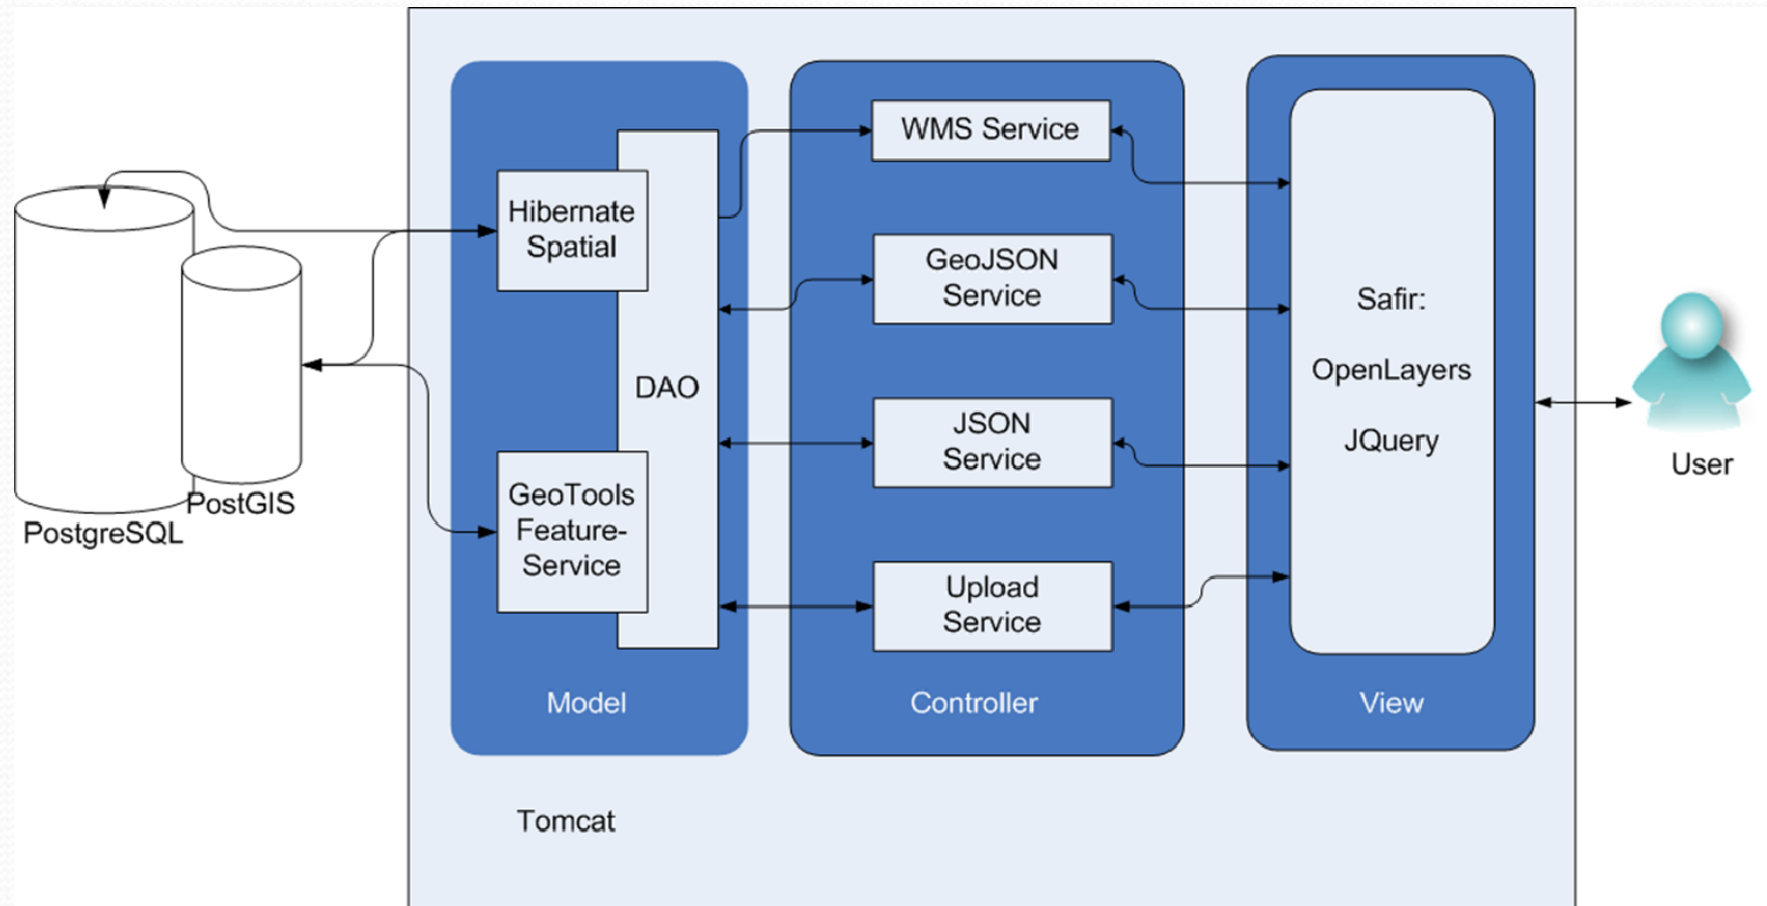 PostgreSQL
PostGIS
Hibernate
Spatial
DAO
GeoTools
Feature-
Service
Model
WMS Service
GeoJSON
Service
JSON
Service
Upload
Service
Controller
Safir:
OpenLayers
JQuery
View
User
Tomcat